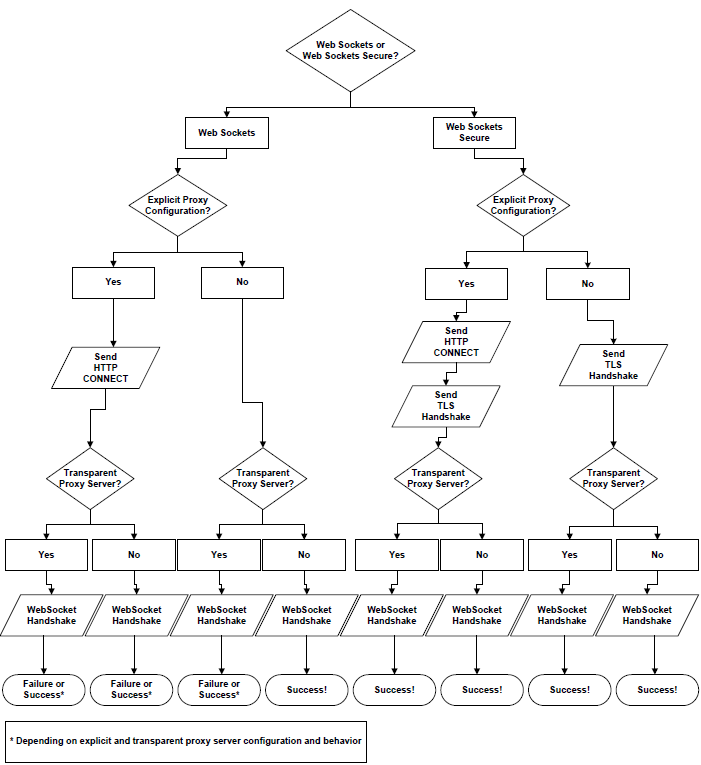 Web Sockets or
Web Sockets Secure?
Web Sockets
Web Sockets
Secure
Explicit Proxy
Configuration?
Explicit Proxy
Configuration?
Yes
No
Yes
No
Send
HTTP
CONNECT
Send
HTTP
CONNECT
Send
TLS
Handshake
Send
TLS
Handshake
Transparent
Proxy Server?
Transparent
Proxy Server?
Transparent
Proxy Server?
Transparent
Proxy Server?
Yes
No
Yes
No
Yes
No
Yes
No
WebSocket
Handshake
WebSocket
Handshake
WebSocket
Handshake
WebSocket
Handshake
WebSocket
Handshake
WebSocket
Handshake
WebSocket
Handshake
WebSocket
Handshake
Failure or
Success*
Failure or
Success*
Failure or
Success*
Success!
Success!
Success!
Success!
Success!
* Depending on explicit and transparent proxy server configuration and behavior